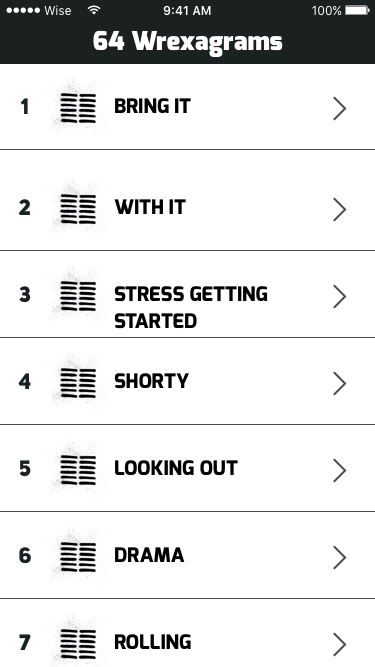 Wise 9:41 AM 100%
64 Wrexagrams
1 BRING IT
2 WITH IT
3 STRESS GETTING
STARTED
4 SHORTY
5 LOOKING OUT
6 DRAMA
7 ROLLING